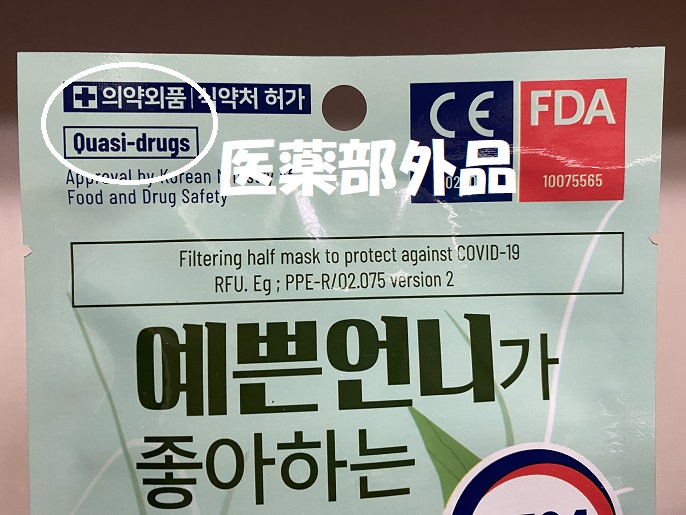 의약외품 | 식약처 허가
Quasi-drugs
Approval by Korean
Food and Drug Safety
医薬部外品
CE
FDA
10075565
Filtering half mask to protect against COVID-19
RFU. Eg ; PPE-R/02.075 version 2
예쁜언니가
좋아하는